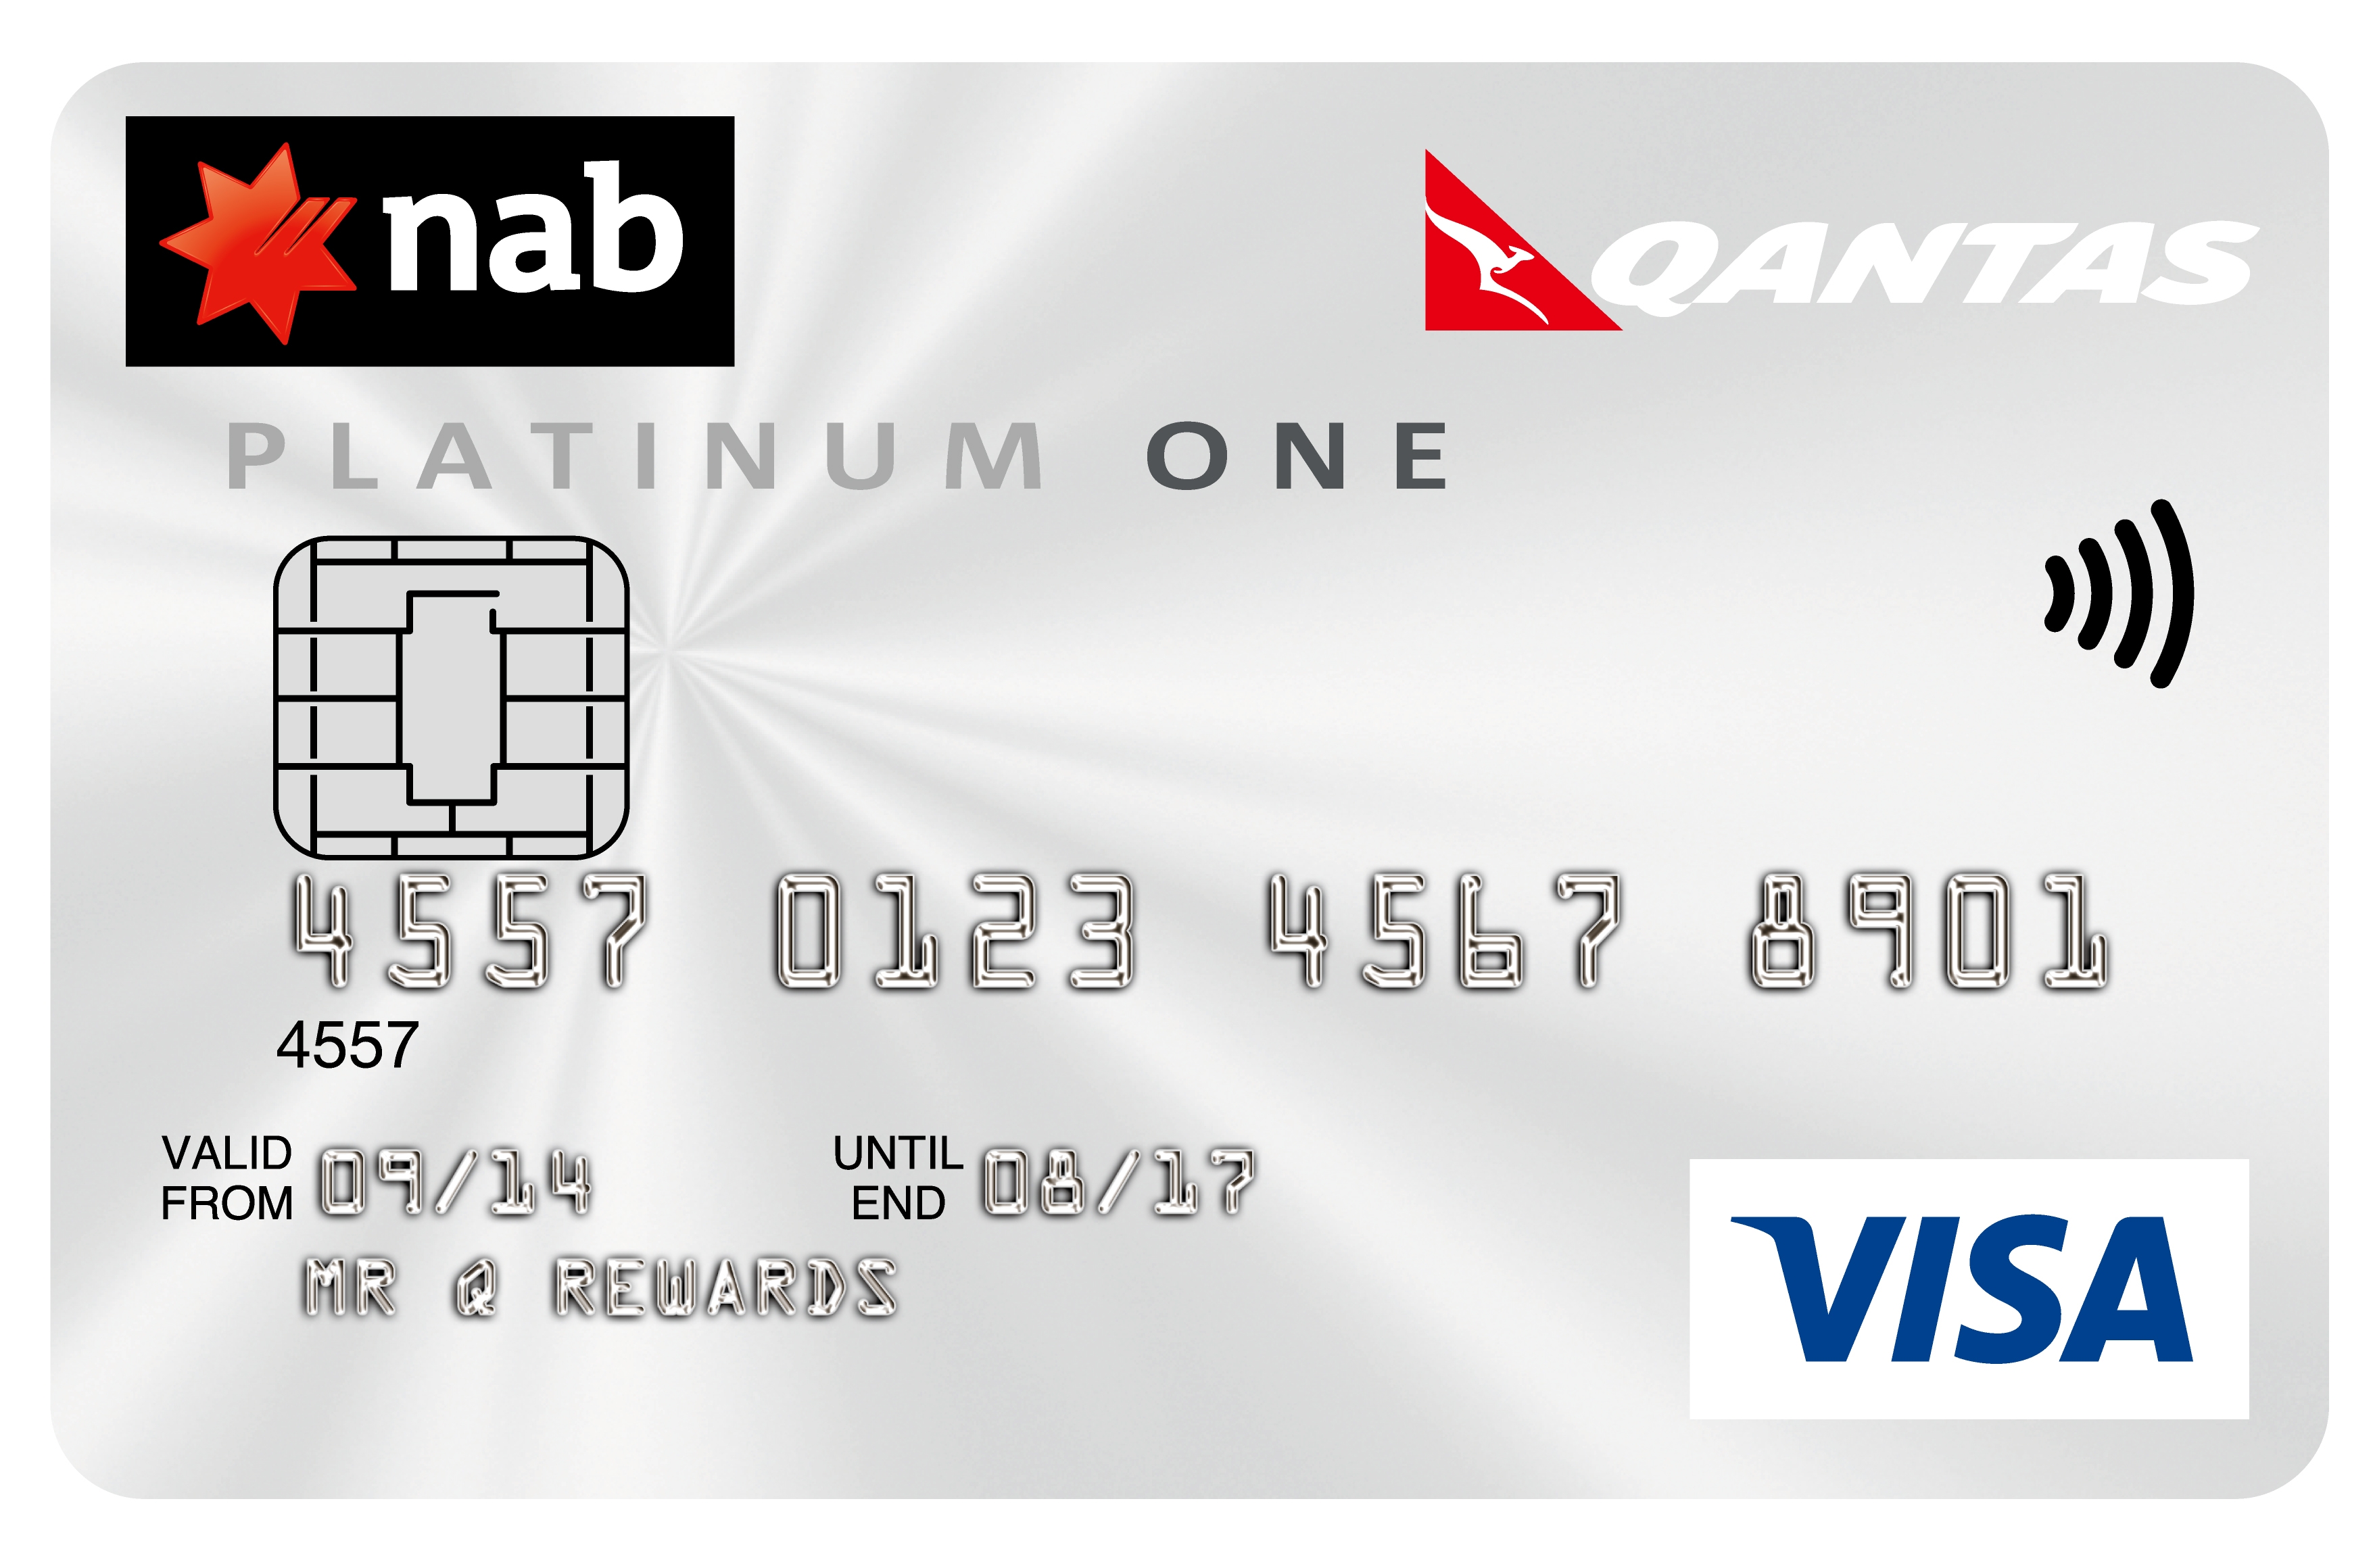 nab
QANTAS
PLATINUM ONE
4557 0123 4567 8901
4557
VALID FROM 09/14 UNTIL END 08/17
MR Q REWARDS
VISA